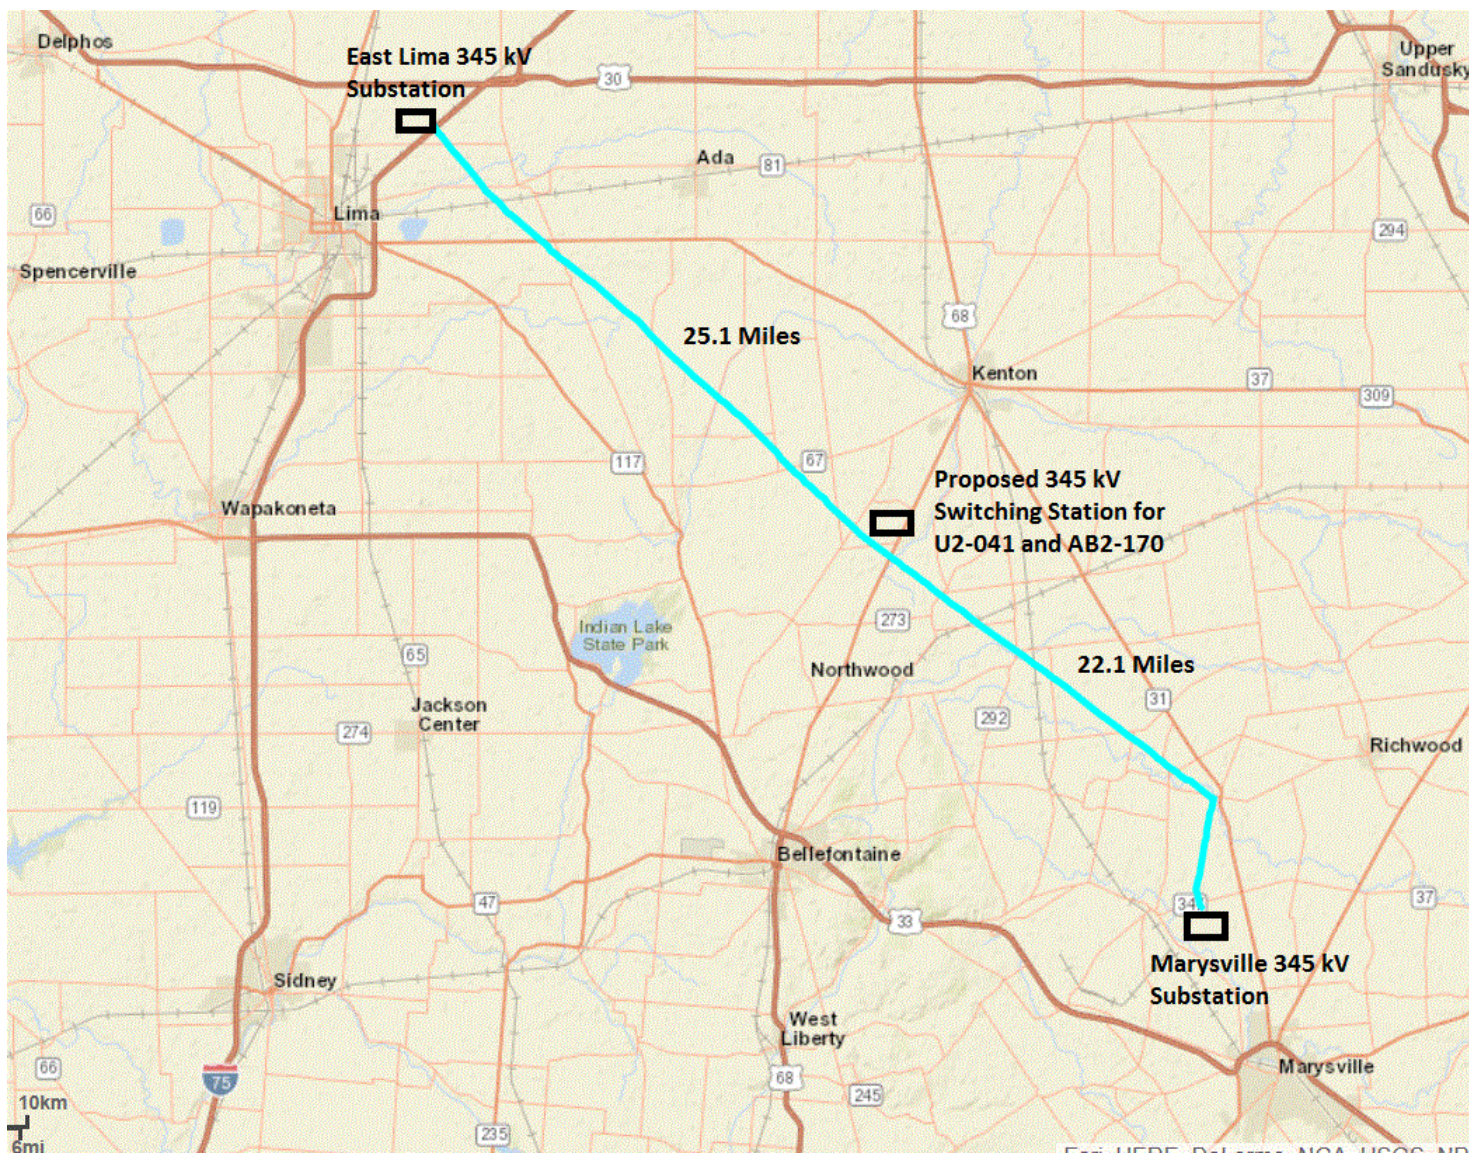 Delphos
East Lima 345 kV
Substation
30
Upper
Sandusky
Ada
81
66
Lima
294
Spencerville
68
25.1 Miles
Kenton
37
309
117
67
Proposed 345 kV
Switching Station for
U2-041 and AB2-170
Wapakoneta
Indian Lake
State Park
273
65
Northwood
22.1 Miles
31
Jackson
Center
292
274
Richwood
119
Bellefontaine
47
34
37
33
Marysville 345 kV
Substation
Sidney
West
Liberty
66
75
68
Marysville
245
10km
235
6mi